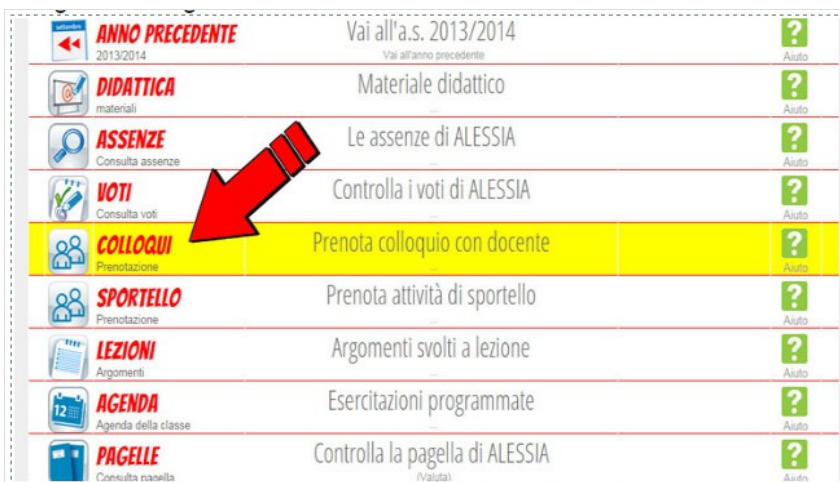 settembre
ANNO PRECEDENTE
2013/2014
Vai all'a.s. 2013/2014
Vai all'anno precedente
?
Aiuto
DIDATTICA
materiali
Materiale didattico
...
?
Aiuto
ASSENZE
Consulta assenze
Le assenze di ALESSIA
...
?
Aiuto
VOTI
Consulta voti
Controlla i voti di ALESSIA
...
?
Aiuto
COLLOQUI
Prenotazione
Prenota colloquio con docente
...
?
Aiuto
SPORTELLO
Prenotazione
Prenota attività di sportello
...
?
Aiuto
LEZIONI
Argomenti
Argomenti svolti a lezione
...
?
Aiuto
12
AGENDA
Agenda della classe
Esercitazioni programmate
...
?
Aiuto
PAGELLE
Consulta pagella
Controlla la pagella di ALESSIA
(Valuta)
?
Aiuto